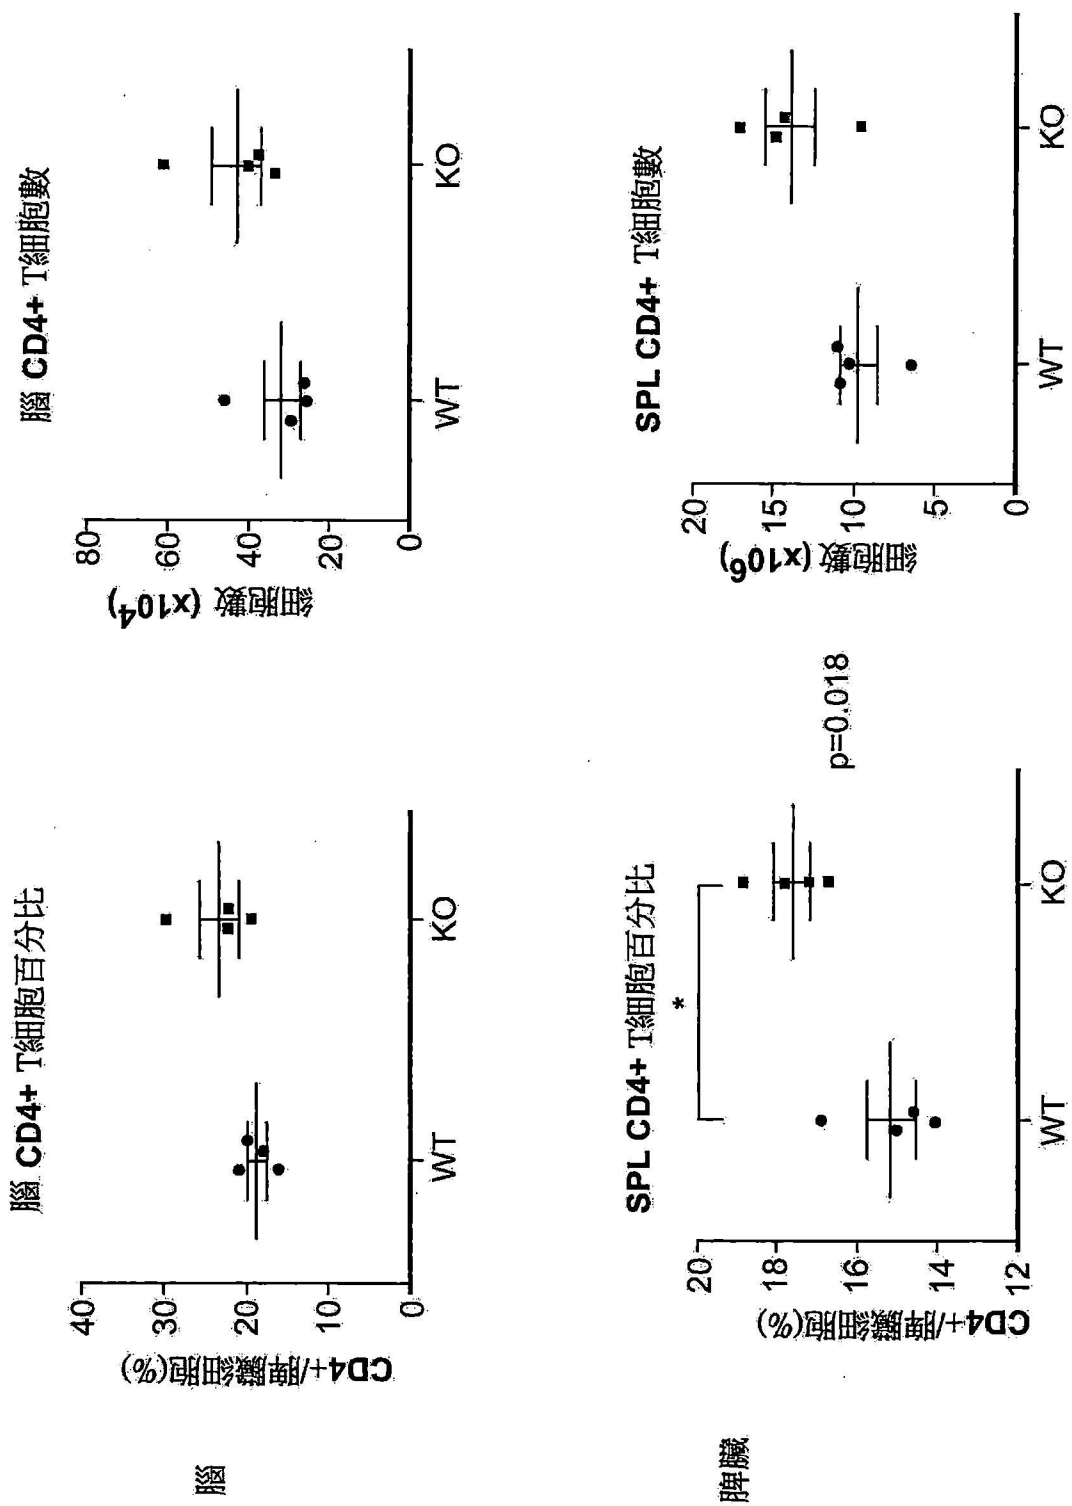 腦
腦 CD4+ T細胞百分比
CD4+/脾臟細胞(%)
40
30
20
10
0
WT
KO
腦 CD4+ T細胞數
細胞數 (x10⁴)
80
60
40
20
0
WT
KO
脾臟
SPL CD4+ T細胞百分比
CD4+/脾臟細胞(%)
20
18
16
14
12
*
WT
KO
p=0.018
SPL CD4+ T細胞數
細胞數 (x10⁶)
20
15
10
5
0
WT
KO